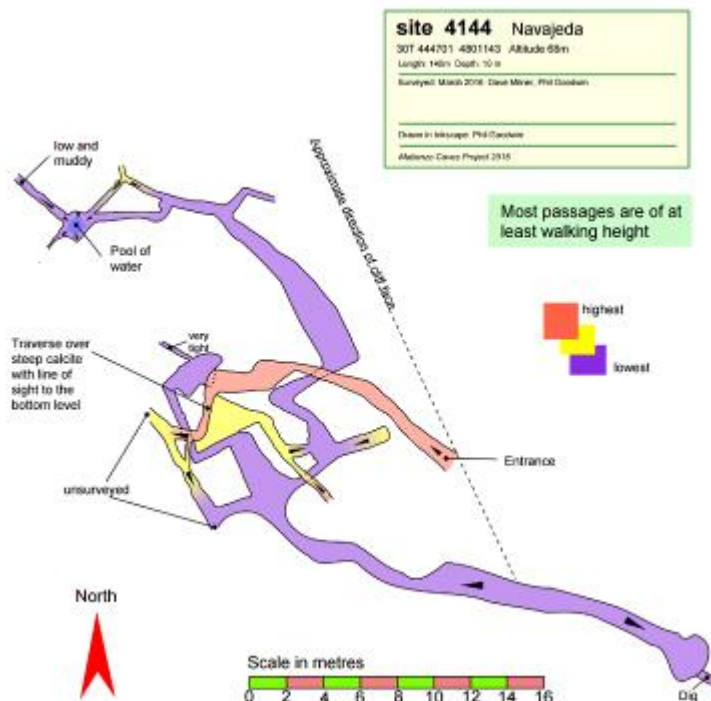 site 4144 Navajeda
30T 444701 4801143 Altitude 68m
Length: 146m Depth: 10 m
Surveyed: March 2016 Dave Milner, Phil Goodwin
Drawn in Inkscape: Phil Goodwin
Matienzo Caves Project 2016
low and
muddy
Pool of
water
Approximate direction of cliff face
Most passages are of at
least walking height
highest
lowest
Traverse over
steep calcite
with line of
sight to the
bottom level
very
tight
Entrance
unsurveyed
North
Scale in metres
0 2 4 6 8 10 12 14 16
Dig